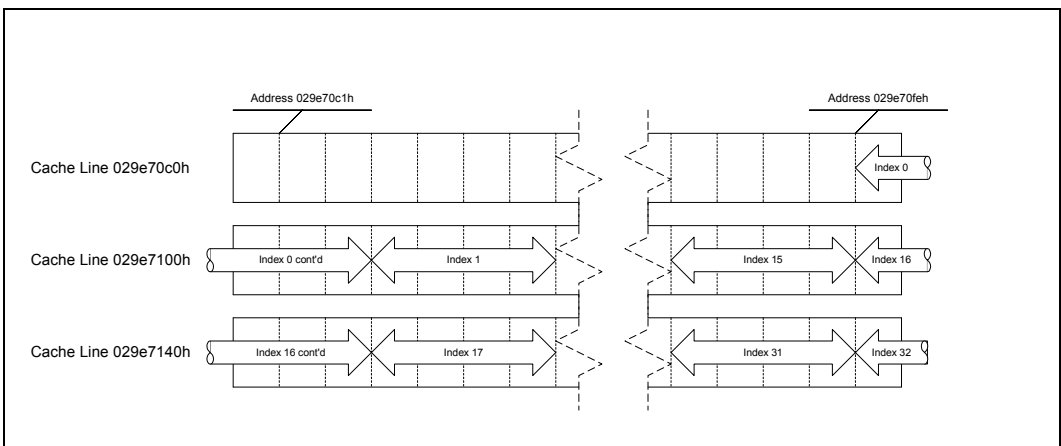 Address 029e70c1h
Address 029e70feh
Cache Line 029e70c0h
Index 0
Cache Line 029e7100h
Index 0 cont'd
Index 1
Index 15
Index 16
Cache Line 029e7140h
Index 16 cont'd
Index 17
Index 31
Index 32